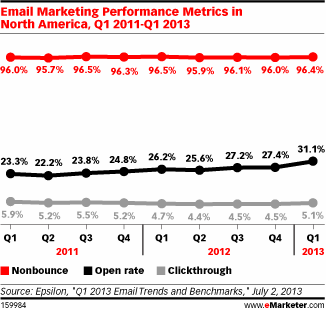 Email Marketing Performance Metrics in
North America, Q1 2011-Q1 2013
96.0% 95.7% 96.5% 96.3% 96.5% 95.9% 96.1% 96.0% 96.4%
23.3% 22.2% 23.8% 24.8% 26.2% 25.6% 27.2% 27.4% 31.1%
5.9% 5.2% 5.5% 5.2% 4.7% 4.4% 4.5% 4.5% 5.1%
Q1 Q2 Q3 Q4 Q1 Q2 Q3 Q4 Q1
2011 2012 2013
Nonbounce Open rate Clickthrough
Source: Epsilon, "Q1 2013 Email Trends and Benchmarks," July 2, 2013
159984 www.eMarketer.com